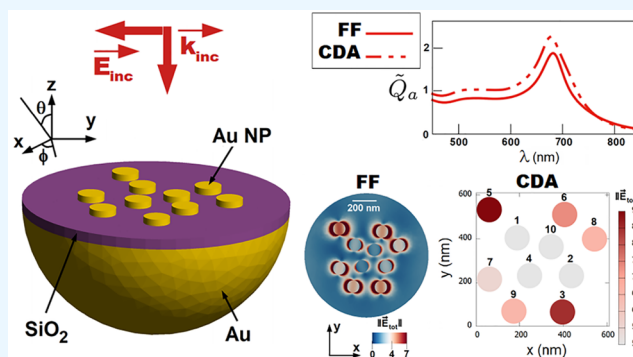 E_inc
k_inc
z
θ
y
x
ϕ
Au NP
SiO2
Au
FF
CDA
Q̃a
2
1
0
500
600
700
800
λ (nm)
FF
200 nm
y
x
||E_tot||
0 4 7
CDA
||E_to
y (nm)
600
400
200
0
0
200
400
600
x (nm)
5
6
1
10
8
7
4
2
9
3